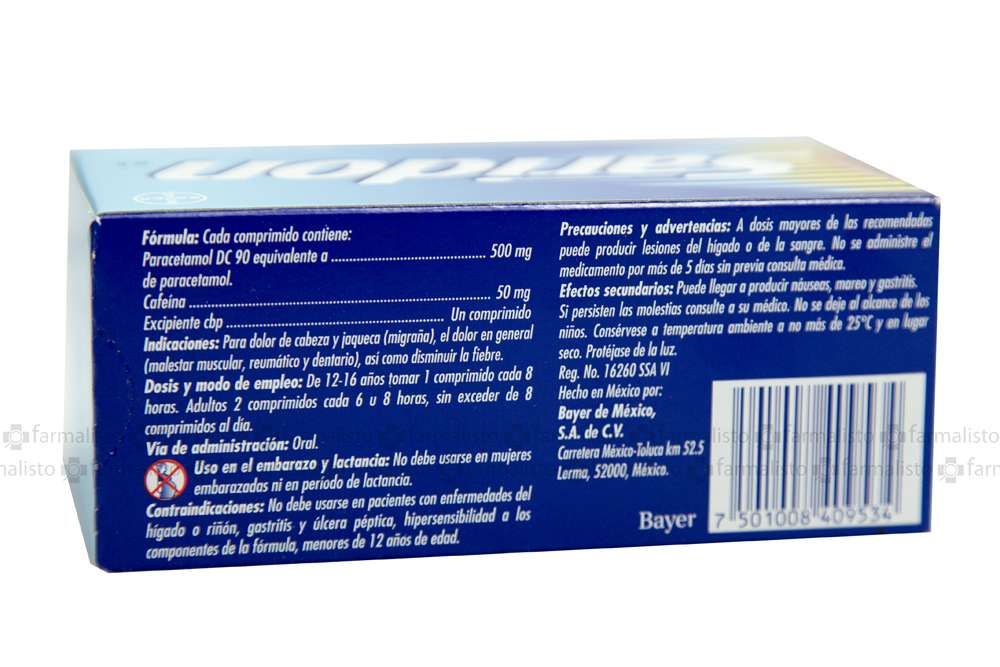 Saridon
Fórmula: Cada comprimido contiene:
Paracetamol DC 90 equivalente a ........................................ 500 mg
de paracetamol.
Cafeína ................................................................................ 50 mg
Excipiente cbp ......................................................... Un comprimido
Indicaciones: Para dolor de cabeza y jaqueca (migraña), el dolor en general
(malestar muscular, reumático y dentario), así como disminuir la fiebre.
Dosis y modo de empleo: De 12-16 años tomar 1 comprimido cada 8
horas. Adultos 2 comprimidos cada 6 u 8 horas, sin exceder de 8
comprimidos al día.
Vía de administración: Oral.
Uso en el embarazo y lactancia: No debe usarse en mujeres
embarazadas ni en período de lactancia.
Contraindicaciones: No debe usarse en pacientes con enfermedades del
hígado o riñón, gastritis y úlcera péptica, hipersensibilidad a los
componentes de la fórmula, menores de 12 años de edad.
Precauciones y advertencias: A dosis mayores de las recomendadas
puede producir lesiones del hígado o de la sangre. No se administre el
medicamento por más de 5 días sin previa consulta médica.
Efectos secundarios: Puede llegar a producir náuseas, mareo y gastritis.
Si persisten las molestias consulte a su médico. No se deje al alcance de los
niños. Consérvese a temperatura ambiente a no más de 25°C y en lugar
seco. Protéjase de la luz.
Reg. No. 16260 SSA VI
Hecho en México por:
Bayer de México,
S.A. de C.V.
Carretera México-Toluca km 52.5
Lerma, 52000, México.
Bayer
7 501008 409534
farmalisto farmalisto farmalisto farmalisto
farmalisto farmalisto farmalisto farmalisto farm